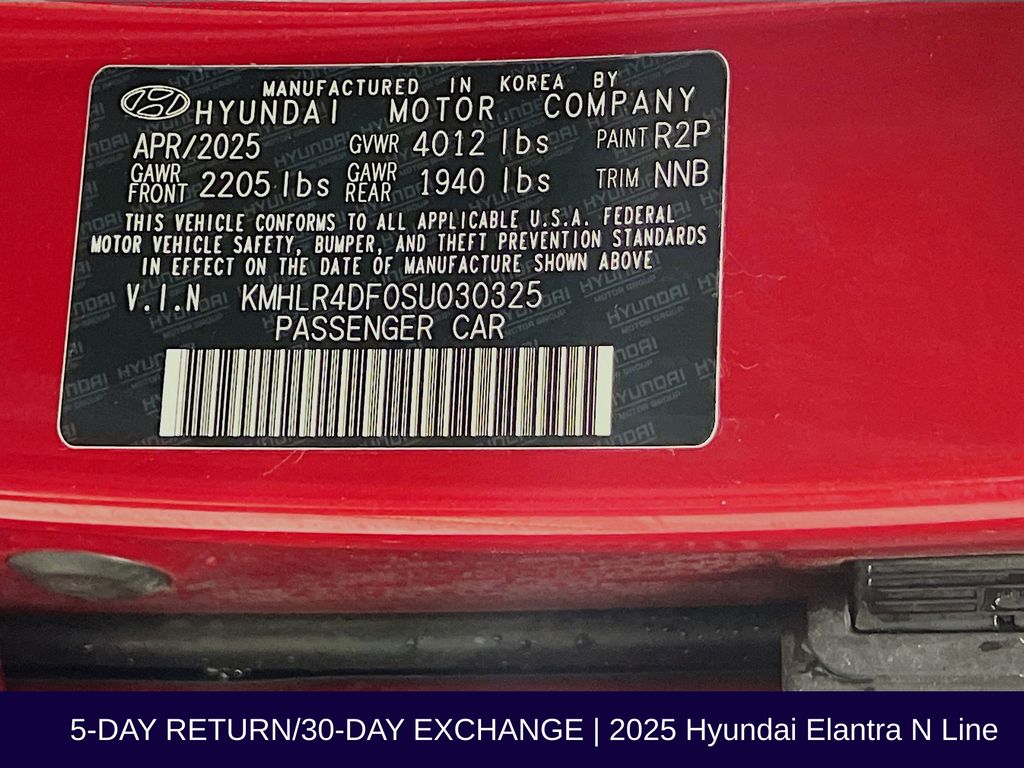 MANUFACTURED IN KOREA BY
HYUNDAI MOTOR COMPANY
APR/2025 GVWR 4012 lbs PAINT R2P
GAWR FRONT 2205 lbs GAWR REAR 1940 lbs TRIM NNB
THIS VEHICLE CONFORMS TO ALL APPLICABLE U.S.A. FEDERAL
MOTOR VEHICLE SAFETY, BUMPER, AND THEFT PREVENTION STANDARDS
IN EFFECT ON THE DATE OF MANUFACTURE SHOWN ABOVE
V.I.N KMHLR4DF0SU030325
PASSENGER CAR
5-DAY RETURN/30-DAY EXCHANGE | 2025 Hyundai Elantra N Line